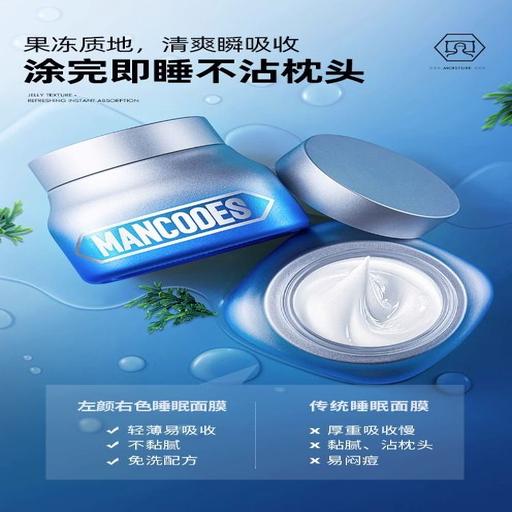 果冻质地，清爽瞬吸收
涂完即睡不沾枕头
JELLY TEXTURE -
REFRESHING INSTANT ABSORPTION
MANCODES
左颜右色睡眠面膜
✓ 轻薄易吸收
✓ 不黏腻
✓ 免洗配方
传统睡眠面膜
× 厚重吸收慢
× 黏腻、沾枕头
× 易闷痘